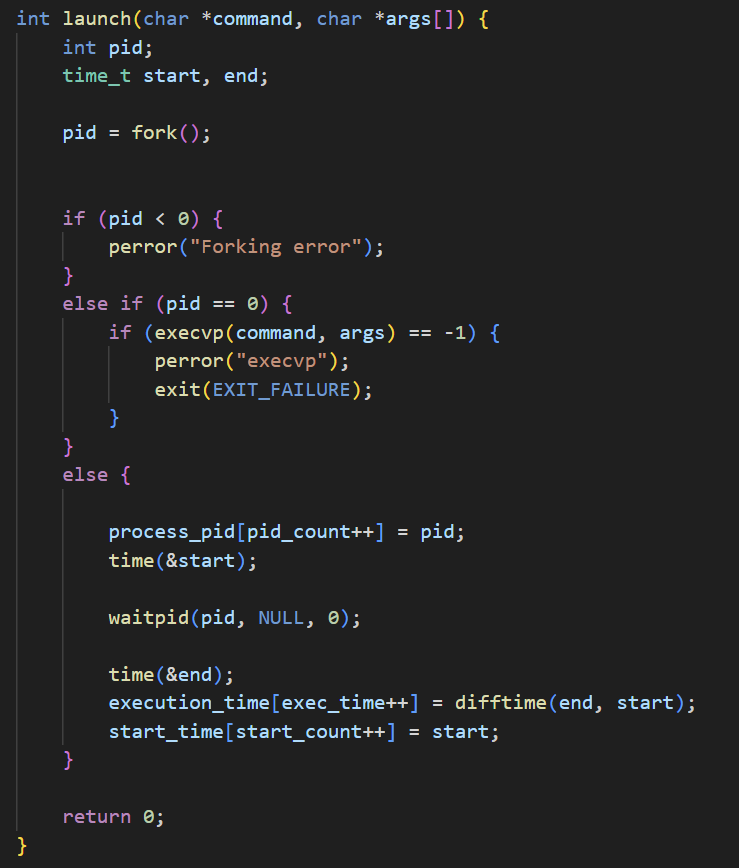 int launch(char *command, char *args[]) {
    int pid;
    time_t start, end;

    pid = fork();


    if (pid < 0) {
        perror("Forking error");
    }
    else if (pid == 0) {
        if (execvp(command, args) == -1) {
            perror("execvp");
            exit(EXIT_FAILURE);
        }
    }
    else {

        process_pid[pid_count++] = pid;
        time(&start);

        waitpid(pid, NULL, 0);

        time(&end);
        execution_time[exec_time++] = difftime(end, start);
        start_time[start_count++] = start;
    }

    return 0;
}